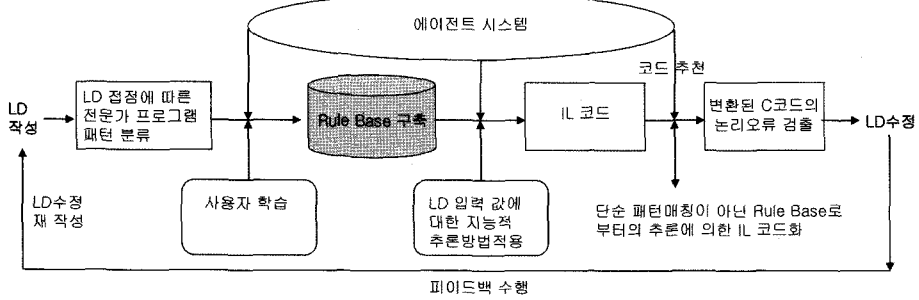 에이전트 시스템
코드 추천
LD
작성
LD 접점에 따른
전문가 프로그램
패턴 분류
Rule Base 구축
IL 코드
변환된 C코드의
논리오류 검출
LD수정
LD수정
재 작성
사용자 학습
LD 입력 값에
대한 지능적
추론방법적용
단순 패턴매칭이 아닌 Rule Base로
부터의 추론에 의한 IL 코드화
피이드백 수행